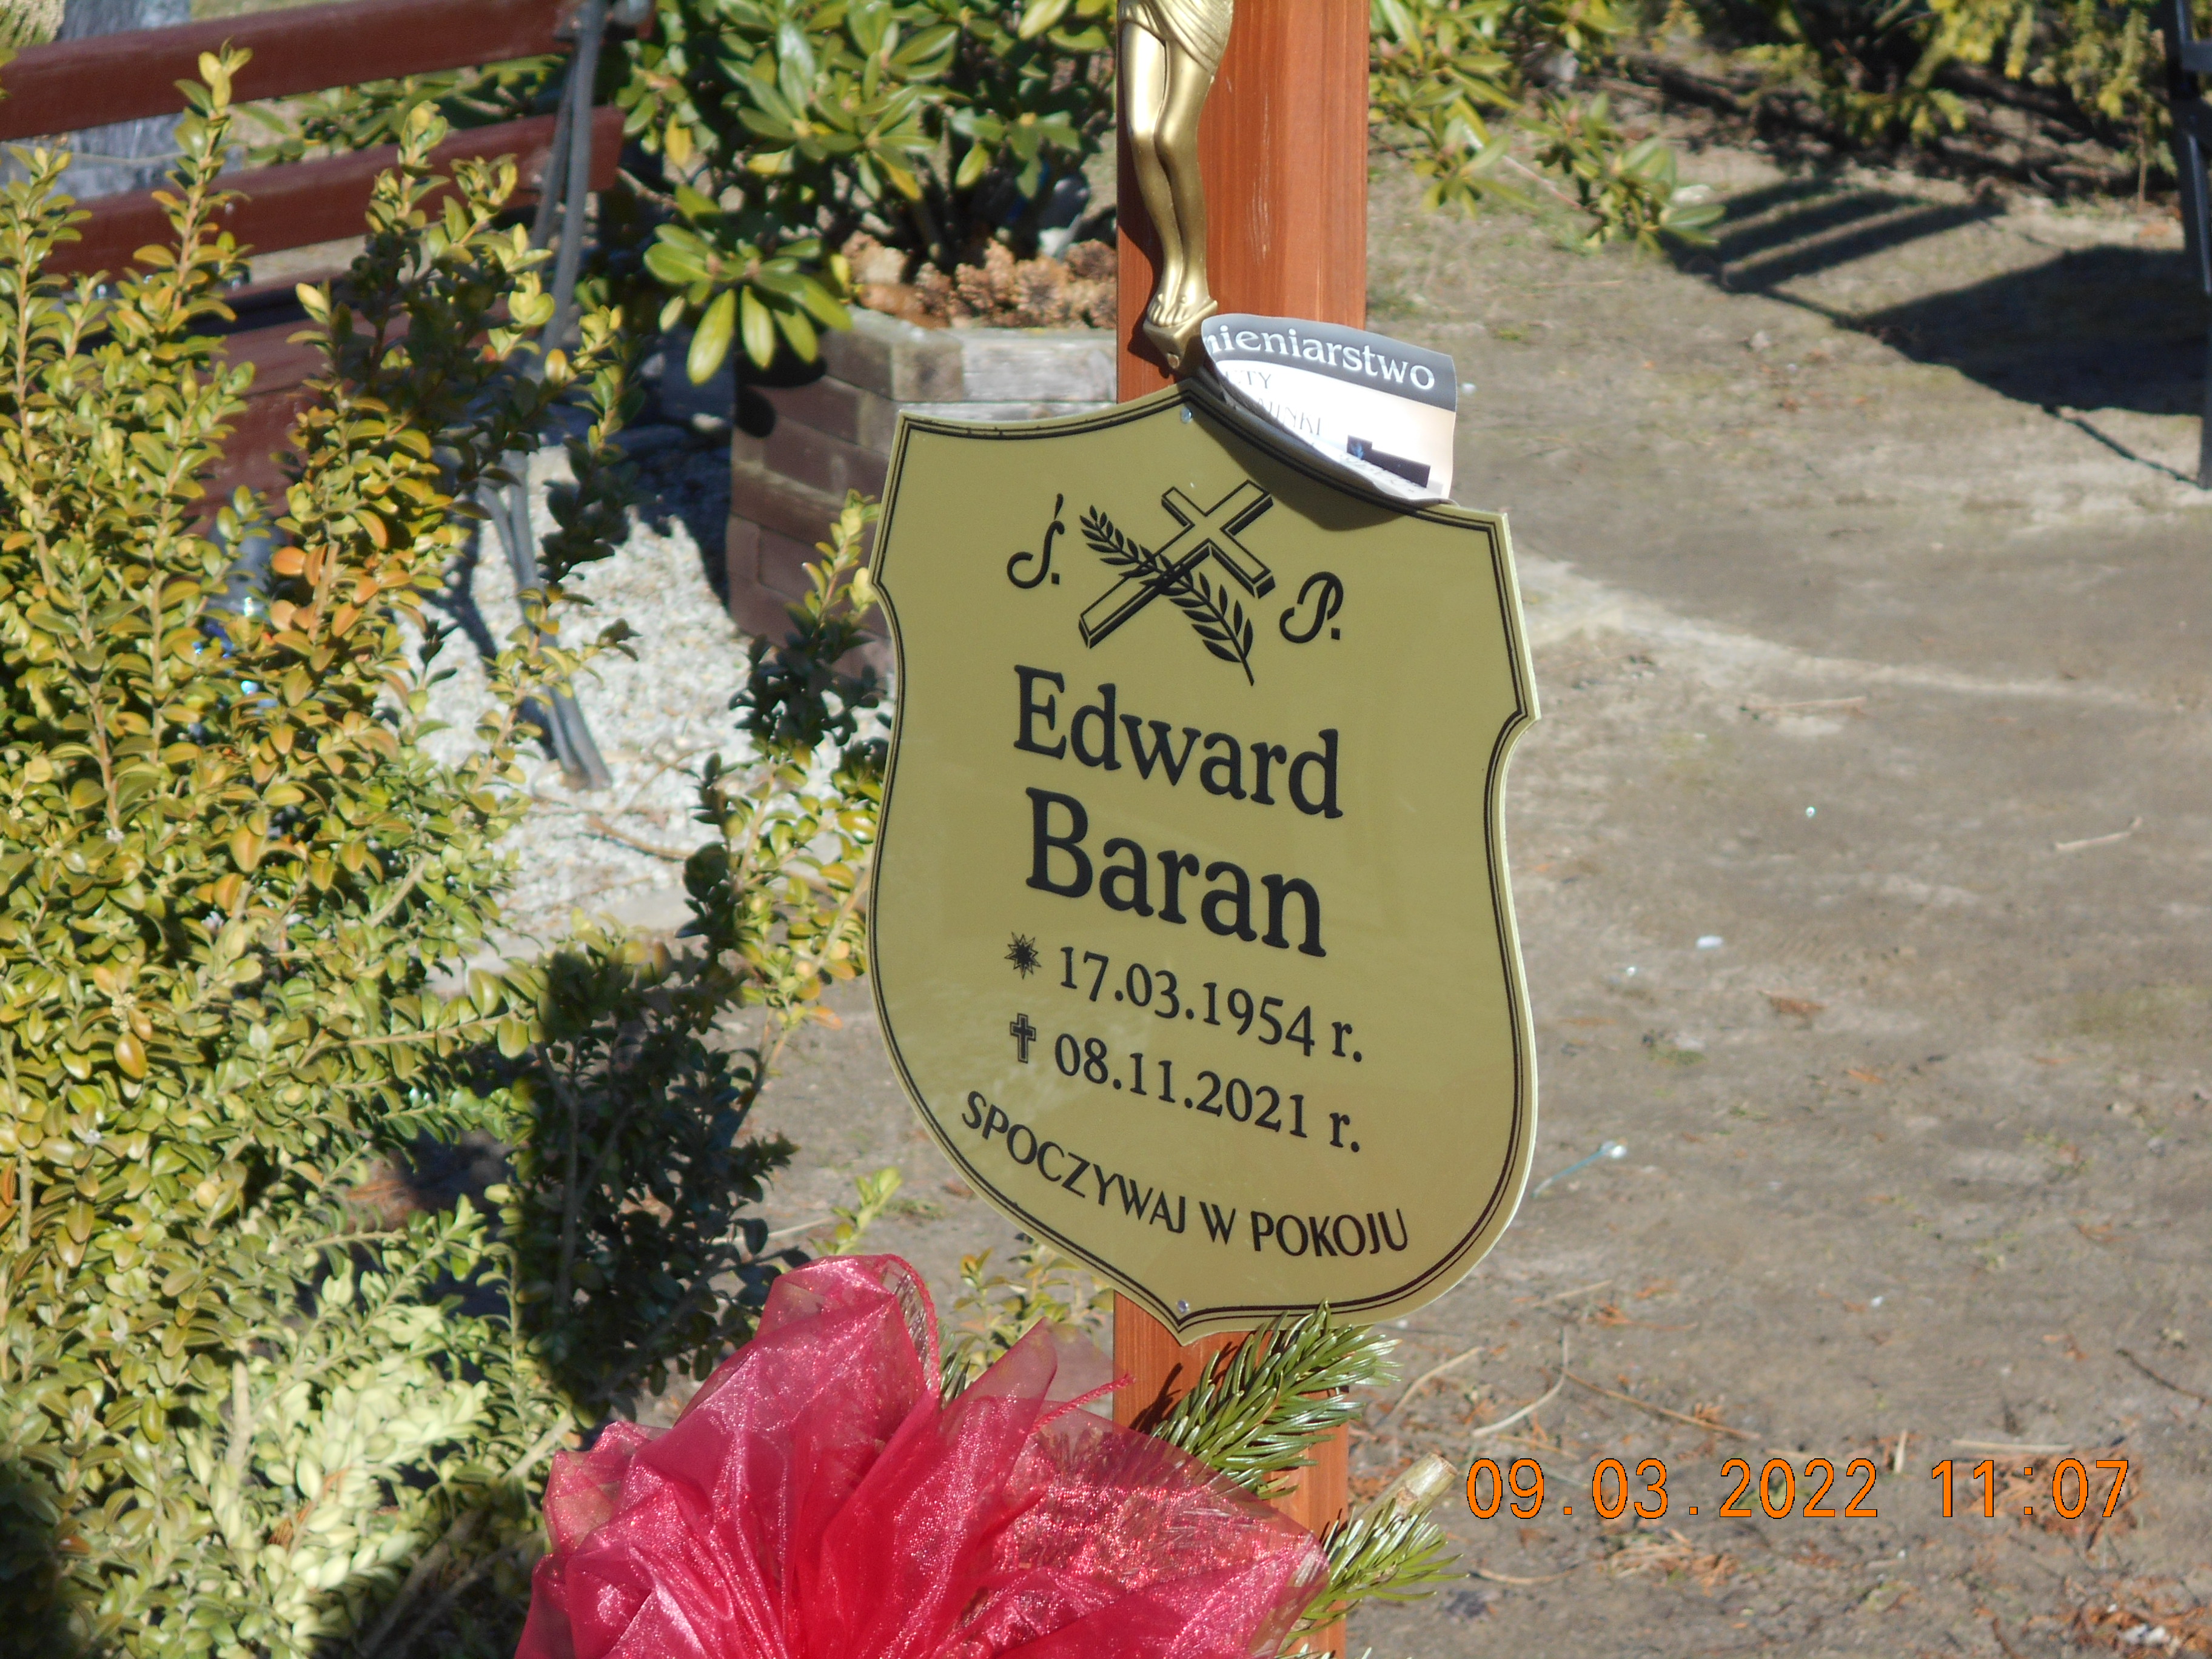 mieniarstwo
Ś. P.
Edward
Baran
17.03.1954 r.
08.11.2021 r.
SPOCZYWAJ W POKOJU
09.03.2022 11:07